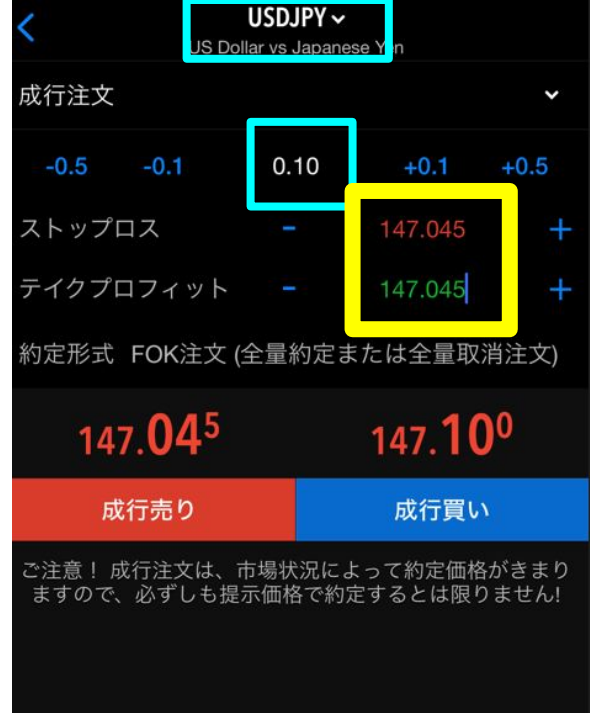 USDJPY
US Dollar vs Japanese Yen
成行注文
-0.5 -0.1 0.10 +0.1 +0.5
ストップロス - 147.045 +
テイクプロフィット - 147.045 +
約定形式 FOK注文 (全量約定または全量取消注文)
147.045 147.100
成行売り 成行買い
ご注意！ 成行注文は、市場状況によって約定価格がきまり
ますので、必ずしも提示価格で約定するとは限りません!